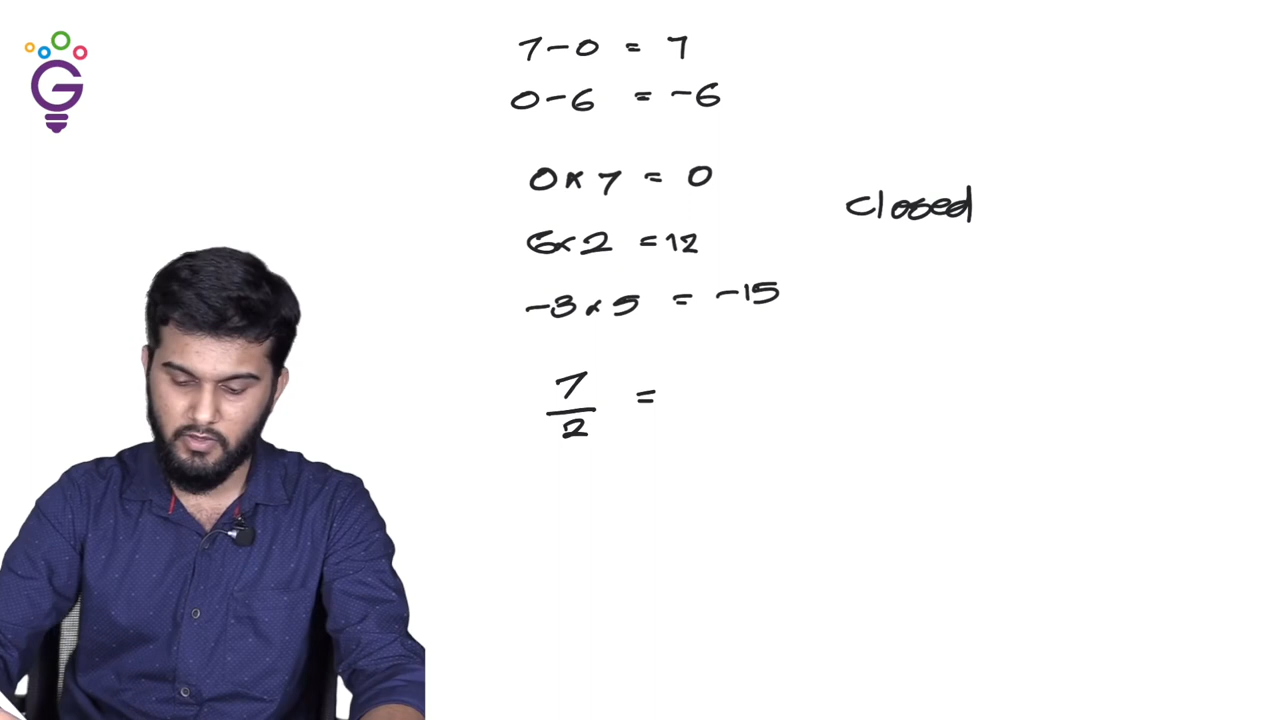 7-0 = 7
0-6 = -6
0 × 7 = 0
closed
6×2 = 12
-3 × 5 = -15
7/2 =